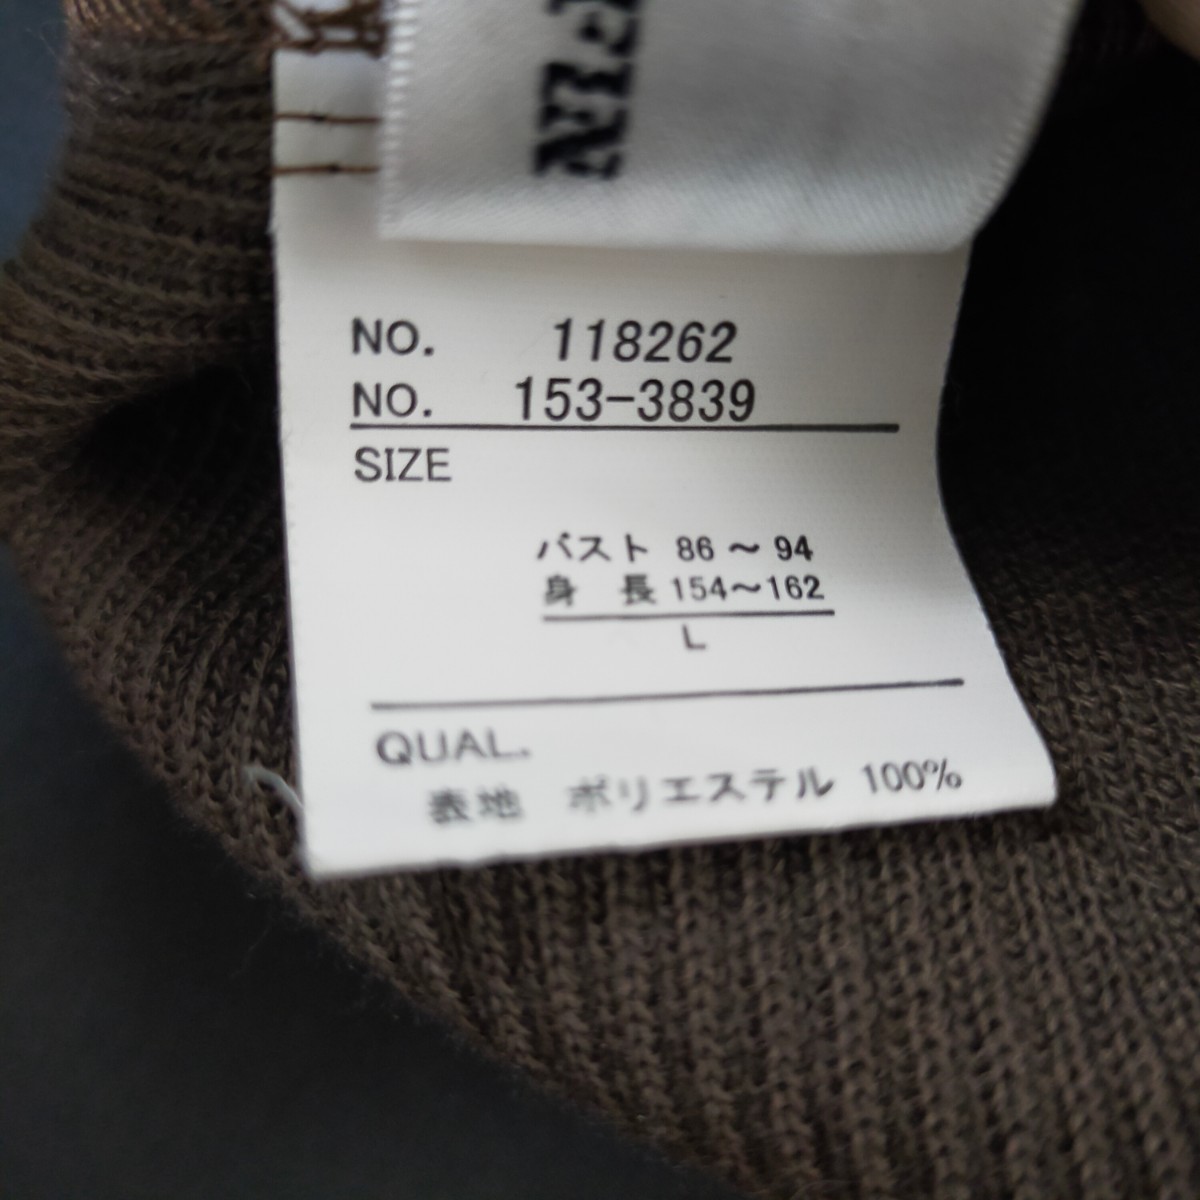 NO. 118262
NO. 153-3839
SIZE
バスト 86～94
身 長 154～162
L
QUAL.
表地 ポリエステル 100%